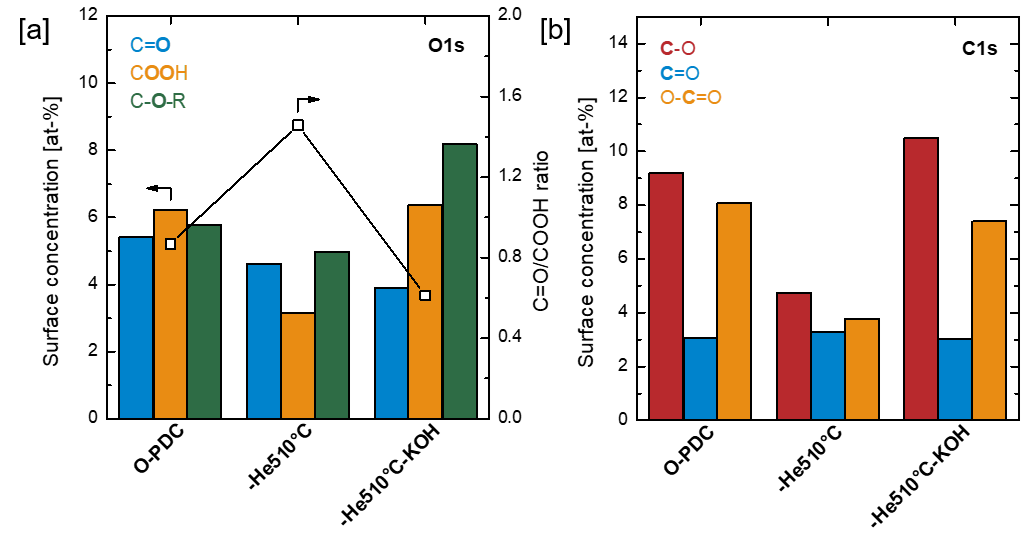 [a]
C=O
COOH
C-O-R
O1s
12
10
8
6
4
2
0
Surface concentration [at-%]
2.0
1.6
1.2
0.8
0.4
0.0
C=O/COOH ratio
O-PDC
-He510°C
-He510°C-KOH
[b]
C-O
C=O
O-C=O
C1s
14
12
10
8
6
4
2
0
Surface concentration [at-%]
O-PDC
-He510°C
-He510°C-KOH